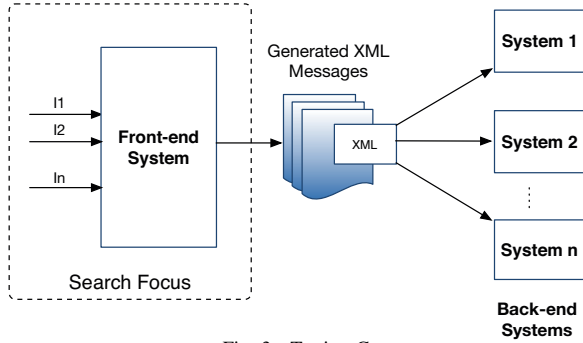 Generated XML
Messages
System 1
I1
I2
In
Front-end
System
XML
System 2
System n
Search Focus
Back-end
Systems